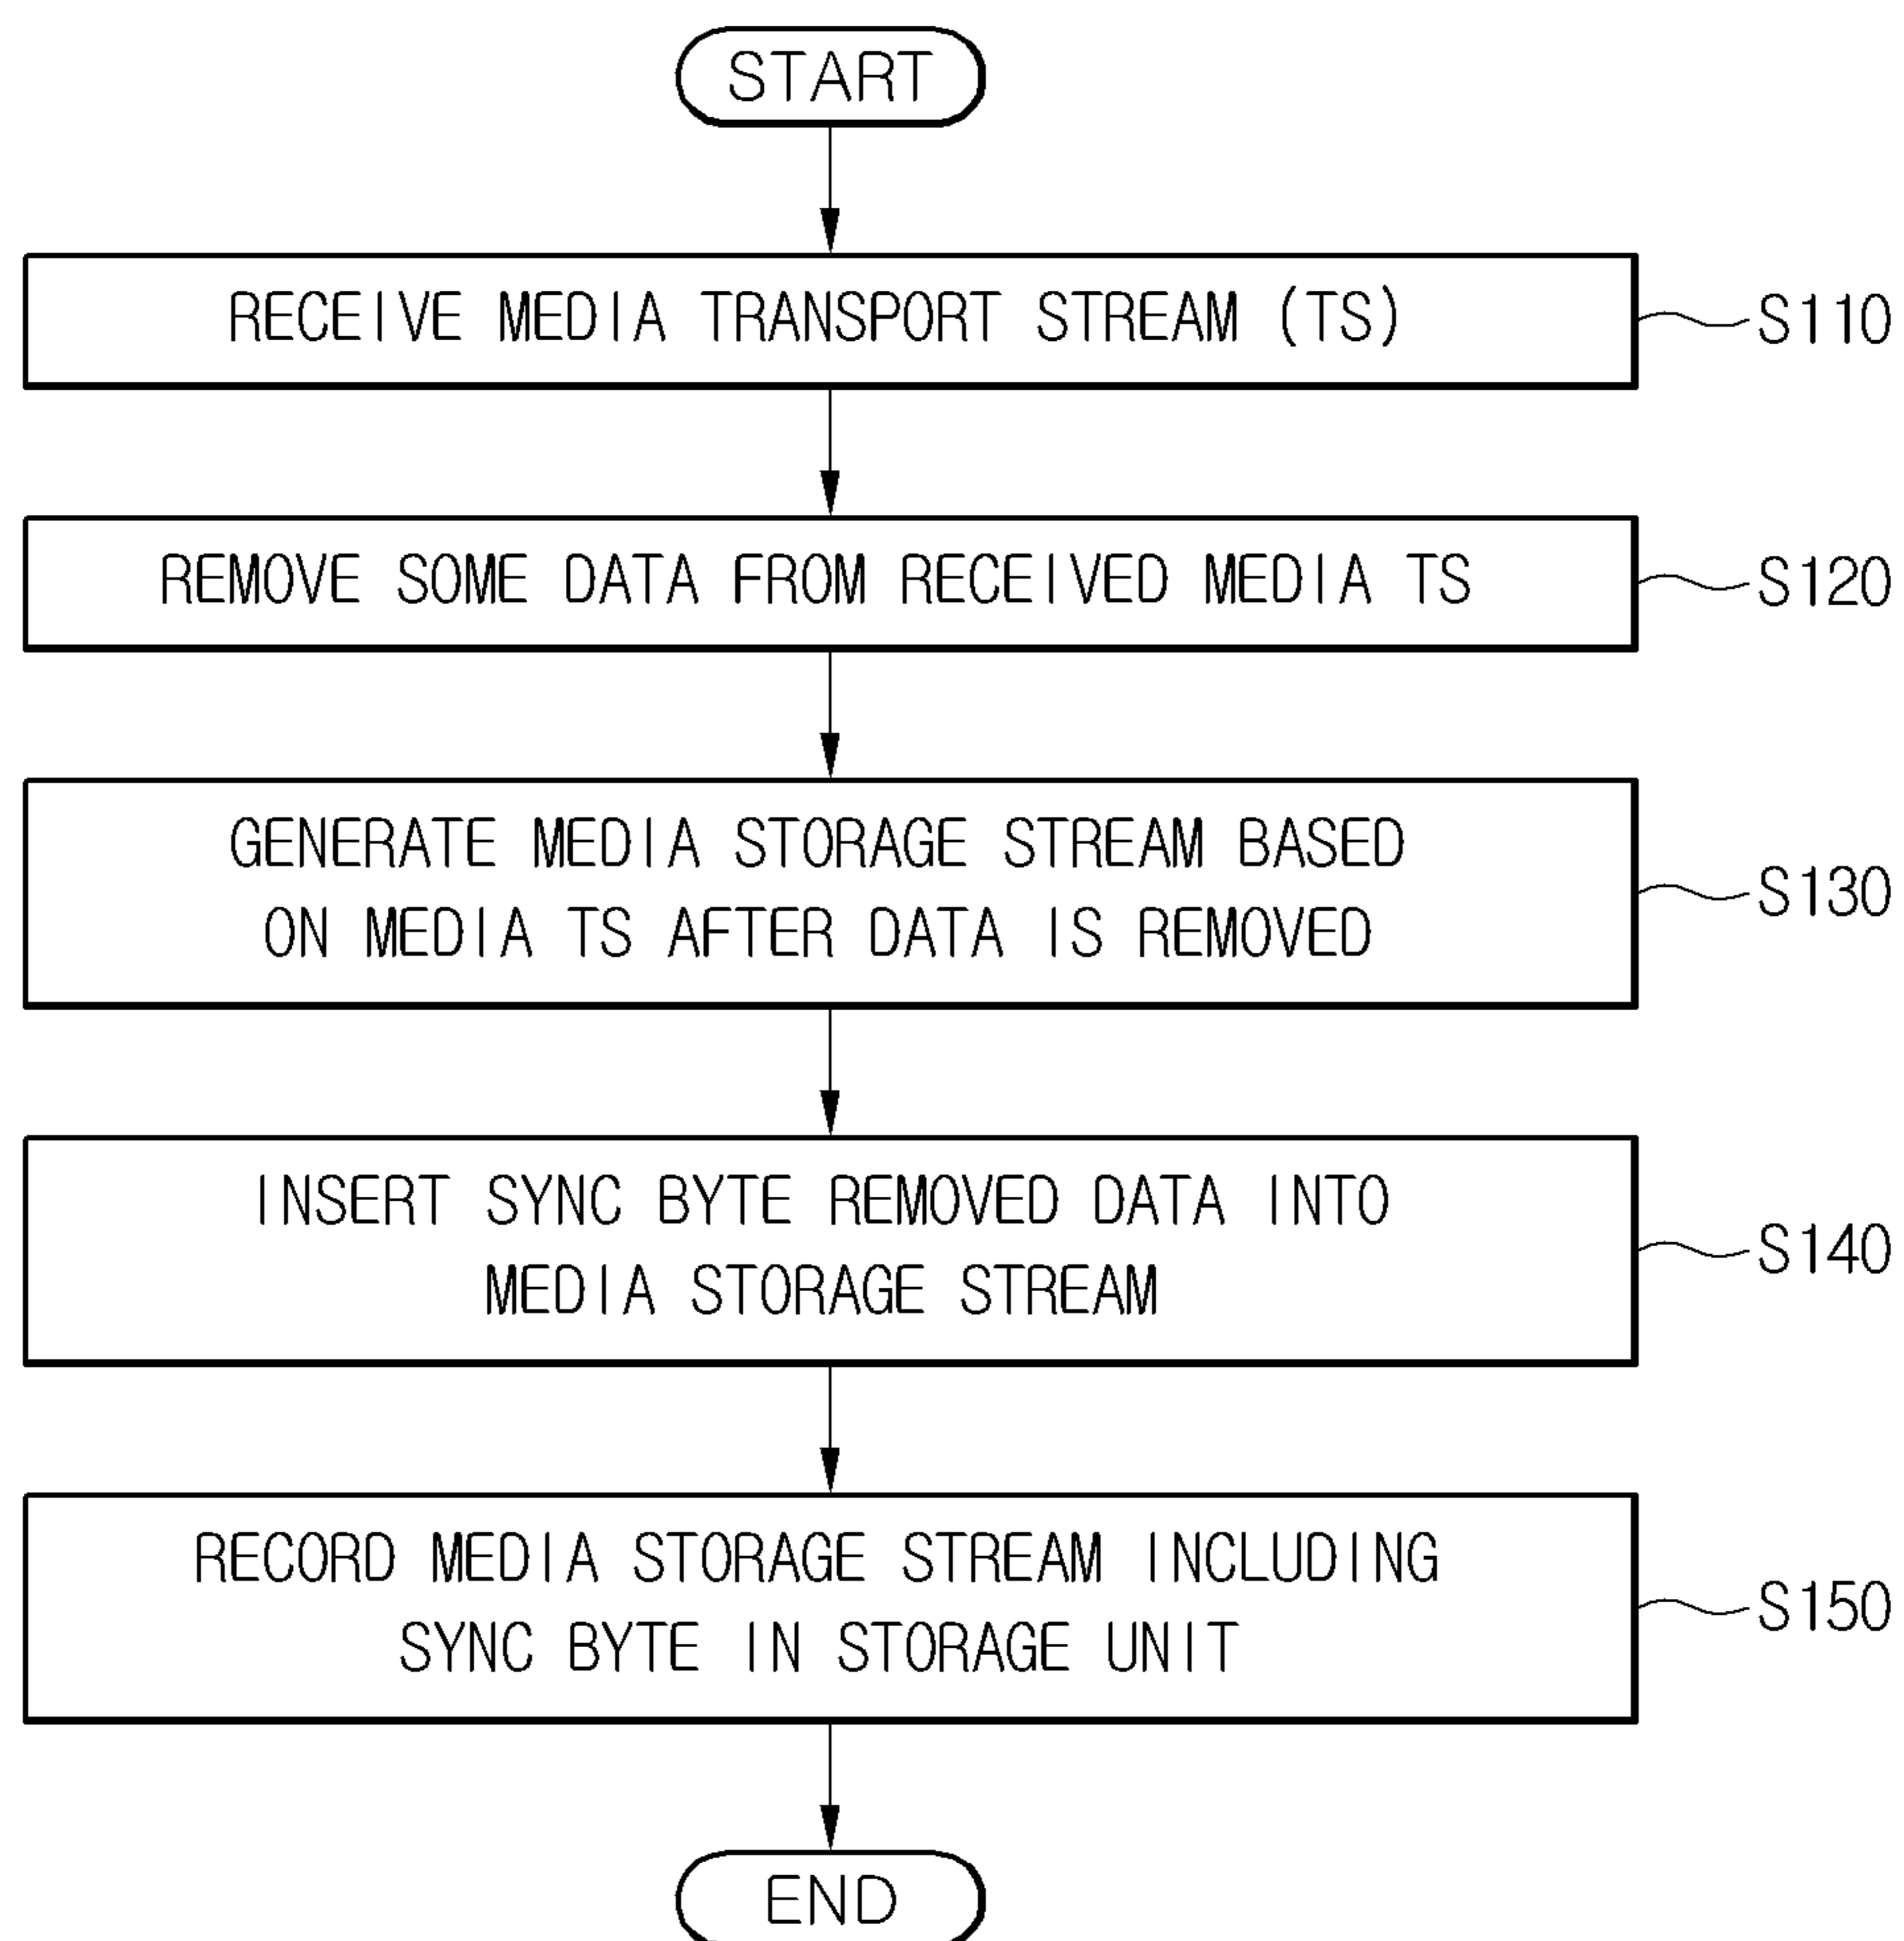 START
RECEIVE MEDIA TRANSPORT STREAM (TS)
S110
REMOVE SOME DATA FROM RECEIVED MEDIA TS
S120
GENERATE MEDIA STORAGE STREAM BASED
ON MEDIA TS AFTER DATA IS REMOVED
S130
INSERT SYNC BYTE REMOVED DATA INTO
MEDIA STORAGE STREAM
S140
RECORD MEDIA STORAGE STREAM INCLUDING
SYNC BYTE IN STORAGE UNIT
S150
END